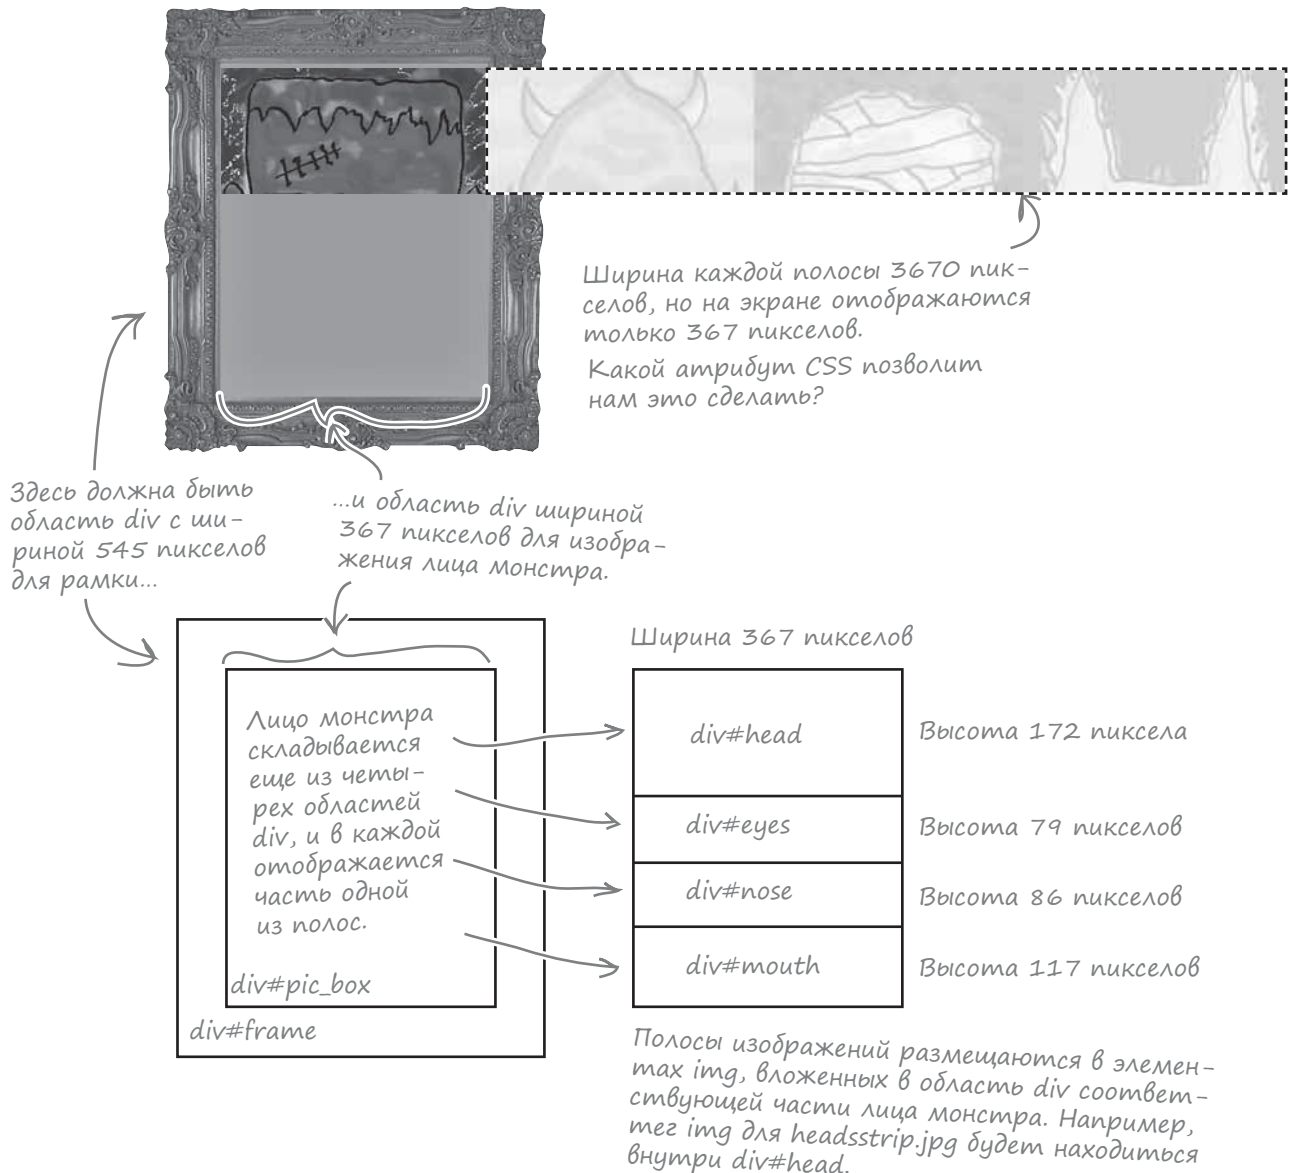 Ширина каждой полосы 3670 пик-
селов, но на экране отображаются
только 367 пикселов.
Какой атрибут CSS позволит
нам это сделать?
Здесь должна быть
область div с ши-
риной 545 пикселов
для рамки...
...и область div шириной
367 пикселов для изобра-
жения лица монстра.
Лицо монстра
складывается
еще из четы-
рех областей
div, и в каждой
отображается
часть одной
из полос.
div#pic_box
div#frame
Ширина 367 пикселов
div#head
Высота 172 пиксела
div#eyes
Высота 79 пикселов
div#nose
Высота 86 пикселов
div#mouth
Высота 117 пикселов
Полосы изображений размещаются в элемен-
тах img, вложенных в область div соответ-
ствующей части лица монстра. Например,
тег img для headsstrip.jpg будет находиться
внутри div#head.